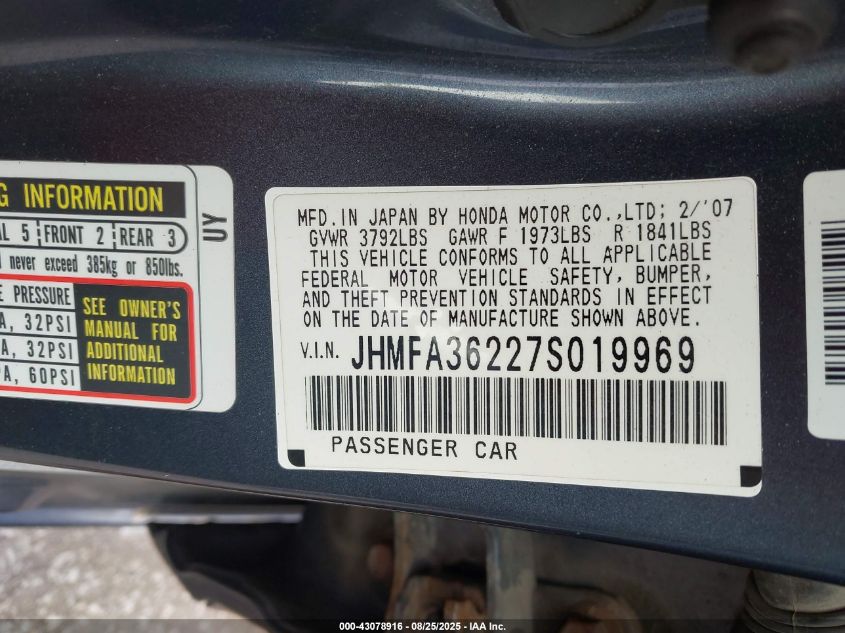 G INFORMATION
AL 5 FRONT 2 REAR 3
never exceed 385kg or 850lbs.
E PRESSURE
A, 32PSI
A, 32PSI
PA, 60PSI
SEE OWNER'S
MANUAL FOR
ADDITIONAL
INFORMATION
UY
MFD.IN JAPAN BY HONDA MOTOR CO.,LTD; 2/'07
GVWR 3792LBS GAWR F 1973LBS R 1841LBS
THIS VEHICLE CONFORMS TO ALL APPLICABLE
FEDERAL MOTOR VEHICLE SAFETY, BUMPER,
AND THEFT PREVENTION STANDARDS IN EFFECT
ON THE DATE OF MANUFACTURE SHOWN ABOVE.
V.I.N. JHMFA36227S019969
PASSENGER CAR
000-43078916 - 08/25/2025 - IAA Inc.